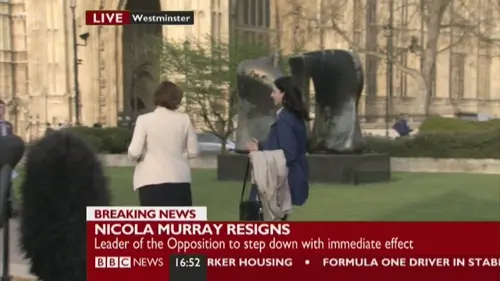 LIVE Westminster
BREAKING NEWS
NICOLA MURRAY RESIGNS
Leader of the Opposition to step down with immediate effect
BBC NEWS 16:52 RKER HOUSING • FORMULA ONE DRIVER IN STAB